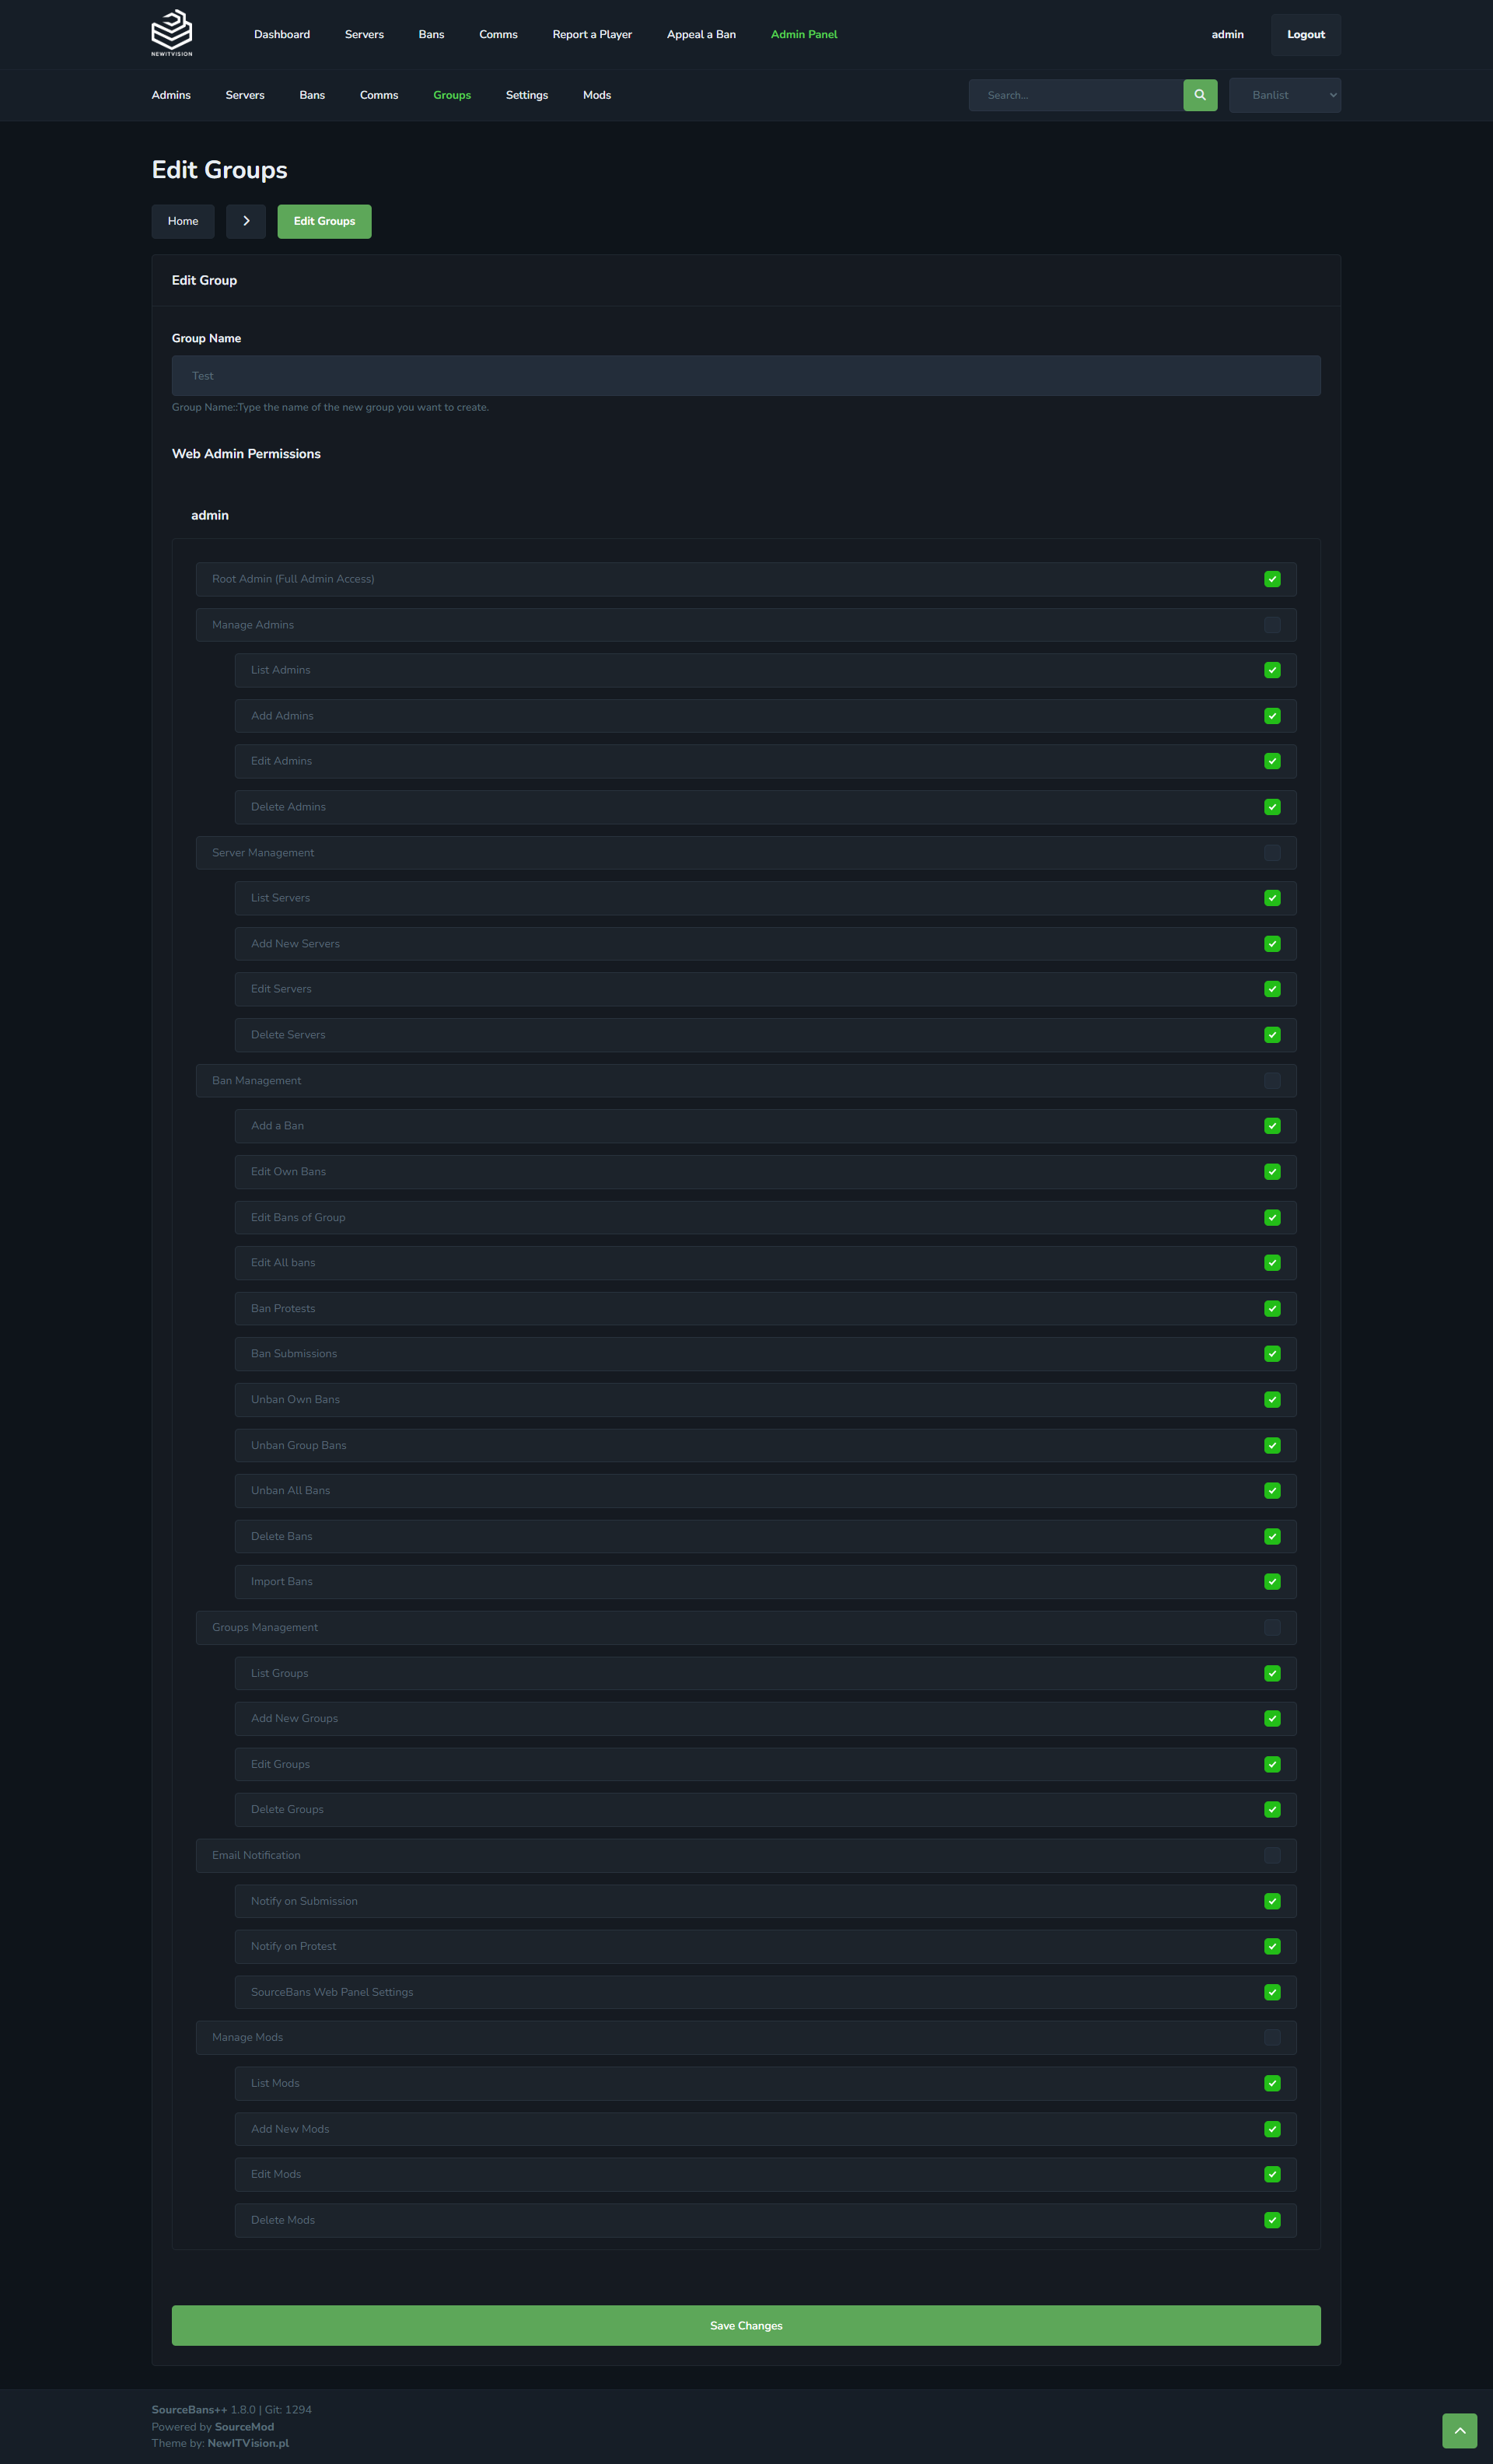 NEWITVISION
Dashboard Servers Bans Comms Report a Player Appeal a Ban Admin Panel admin Logout
Admins Servers Bans Comms Groups Settings Mods Search... Banlist
Edit Groups
Home Edit Groups
Edit Group
Group Name
Test
Group Name::Type the name of the new group you want to create.
Web Admin Permissions
admin
Root Admin (Full Admin Access)
Manage Admins
List Admins
Add Admins
Edit Admins
Delete Admins
Server Management
List Servers
Add New Servers
Edit Servers
Delete Servers
Ban Management
Add a Ban
Edit Own Bans
Edit Bans of Group
Edit All bans
Ban Protests
Ban Submissions
Unban Own Bans
Unban Group Bans
Unban All Bans
Delete Bans
Import Bans
Groups Management
List Groups
Add New Groups
Edit Groups
Delete Groups
Email Notification
Notify on Submission
Notify on Protest
SourceBans Web Panel Settings
Manage Mods
List Mods
Add New Mods
Edit Mods
Delete Mods
Save Changes
SourceBans++ 1.8.0 | Git: 1294
Powered by SourceMod
Theme by: NewITVision.pl